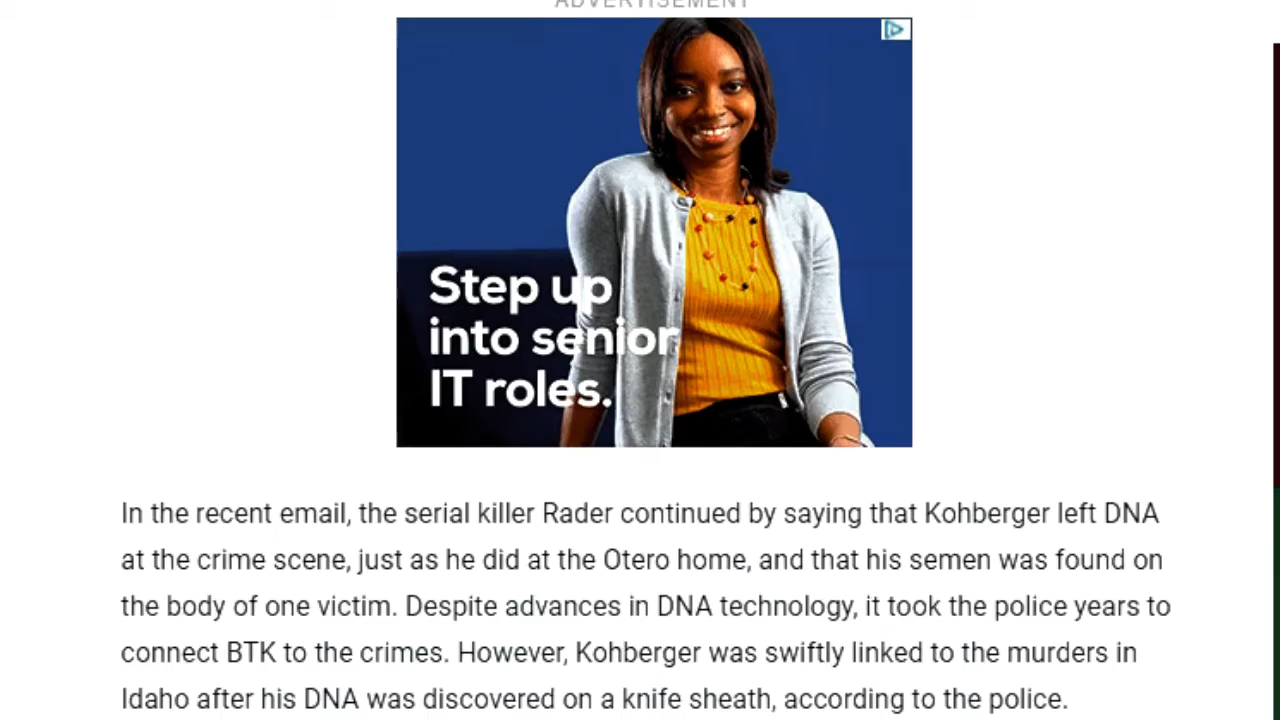 ADVERTISEMENT
Step up
into senior
IT roles.
In the recent email, the serial killer Rader continued by saying that Kohberger left DNA
at the crime scene, just as he did at the Otero home, and that his semen was found on
the body of one victim. Despite advances in DNA technology, it took the police years to
connect BTK to the crimes. However, Kohberger was swiftly linked to the murders in
Idaho after his DNA was discovered on a knife sheath, according to the police.